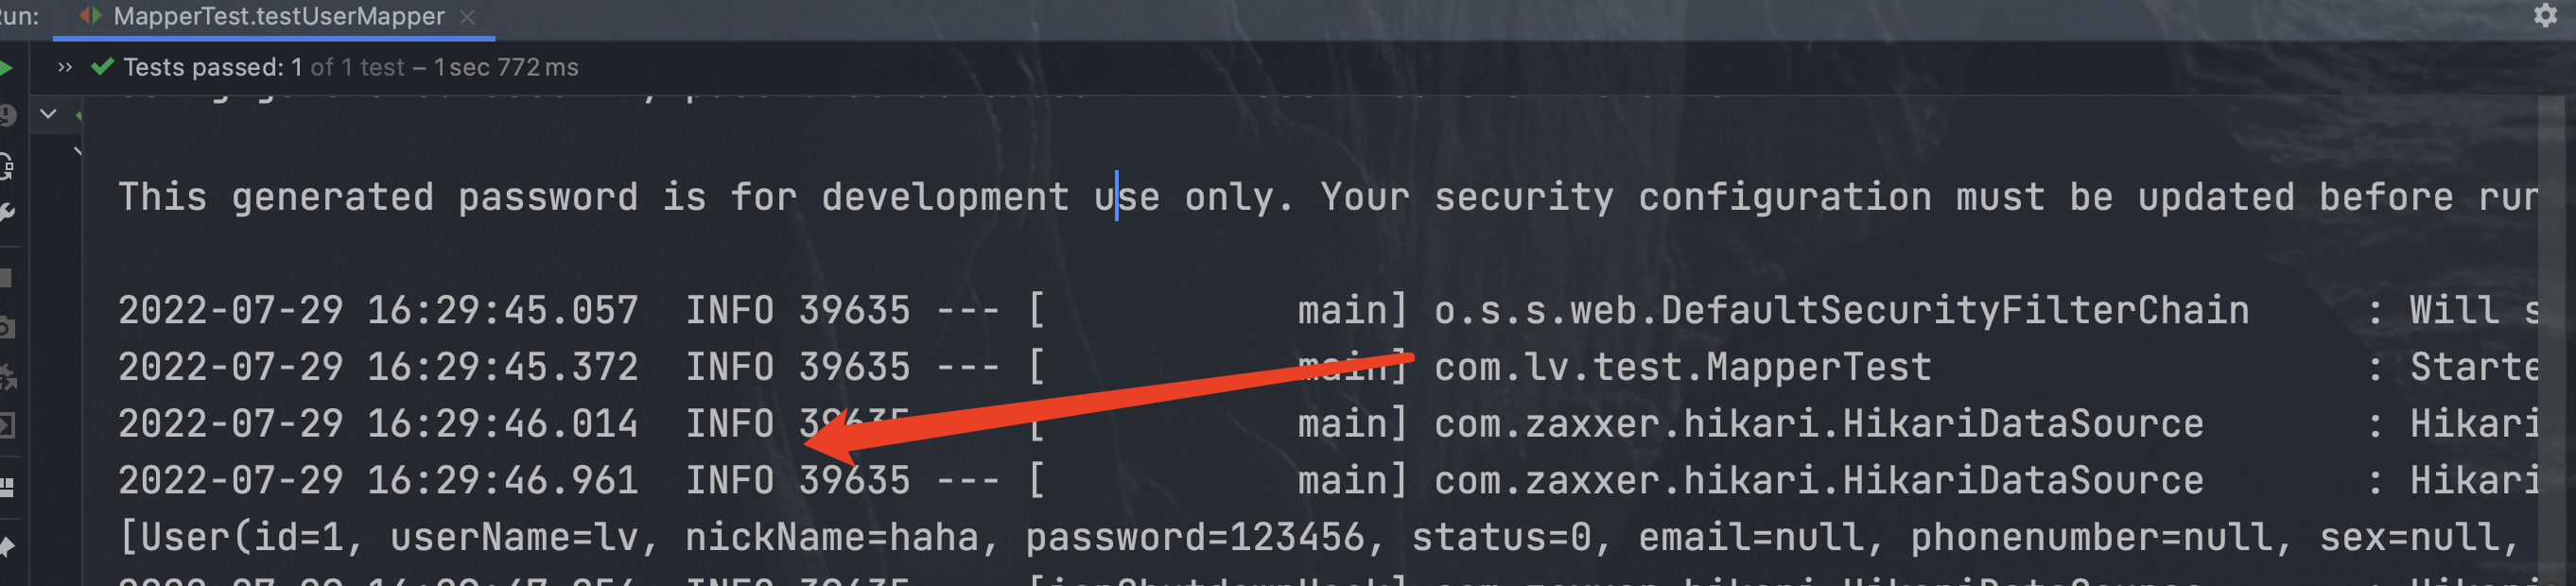 Run:
MapperTest.testUserMapper
Tests passed: 1 of 1 test – 1 sec 772 ms
This generated password is for development use only. Your security configuration must be updated before run
2022-07-29 16:29:45.057  INFO 39635 --- [           main] o.s.s.web.DefaultSecurityFilterChain     : Will s
2022-07-29 16:29:45.372  INFO 39635 --- [           main] com.lv.test.MapperTest                   : Starte
2022-07-29 16:29:46.014  INFO 39635 --- [           main] com.zaxxer.hikari.HikariDataSource       : Hikari
2022-07-29 16:29:46.961  INFO 39635 --- [           main] com.zaxxer.hikari.HikariDataSource       : Hikari
[User(id=1, userName=lv, nickName=haha, password=123456, status=0, email=null, phonenumber=null, sex=null,